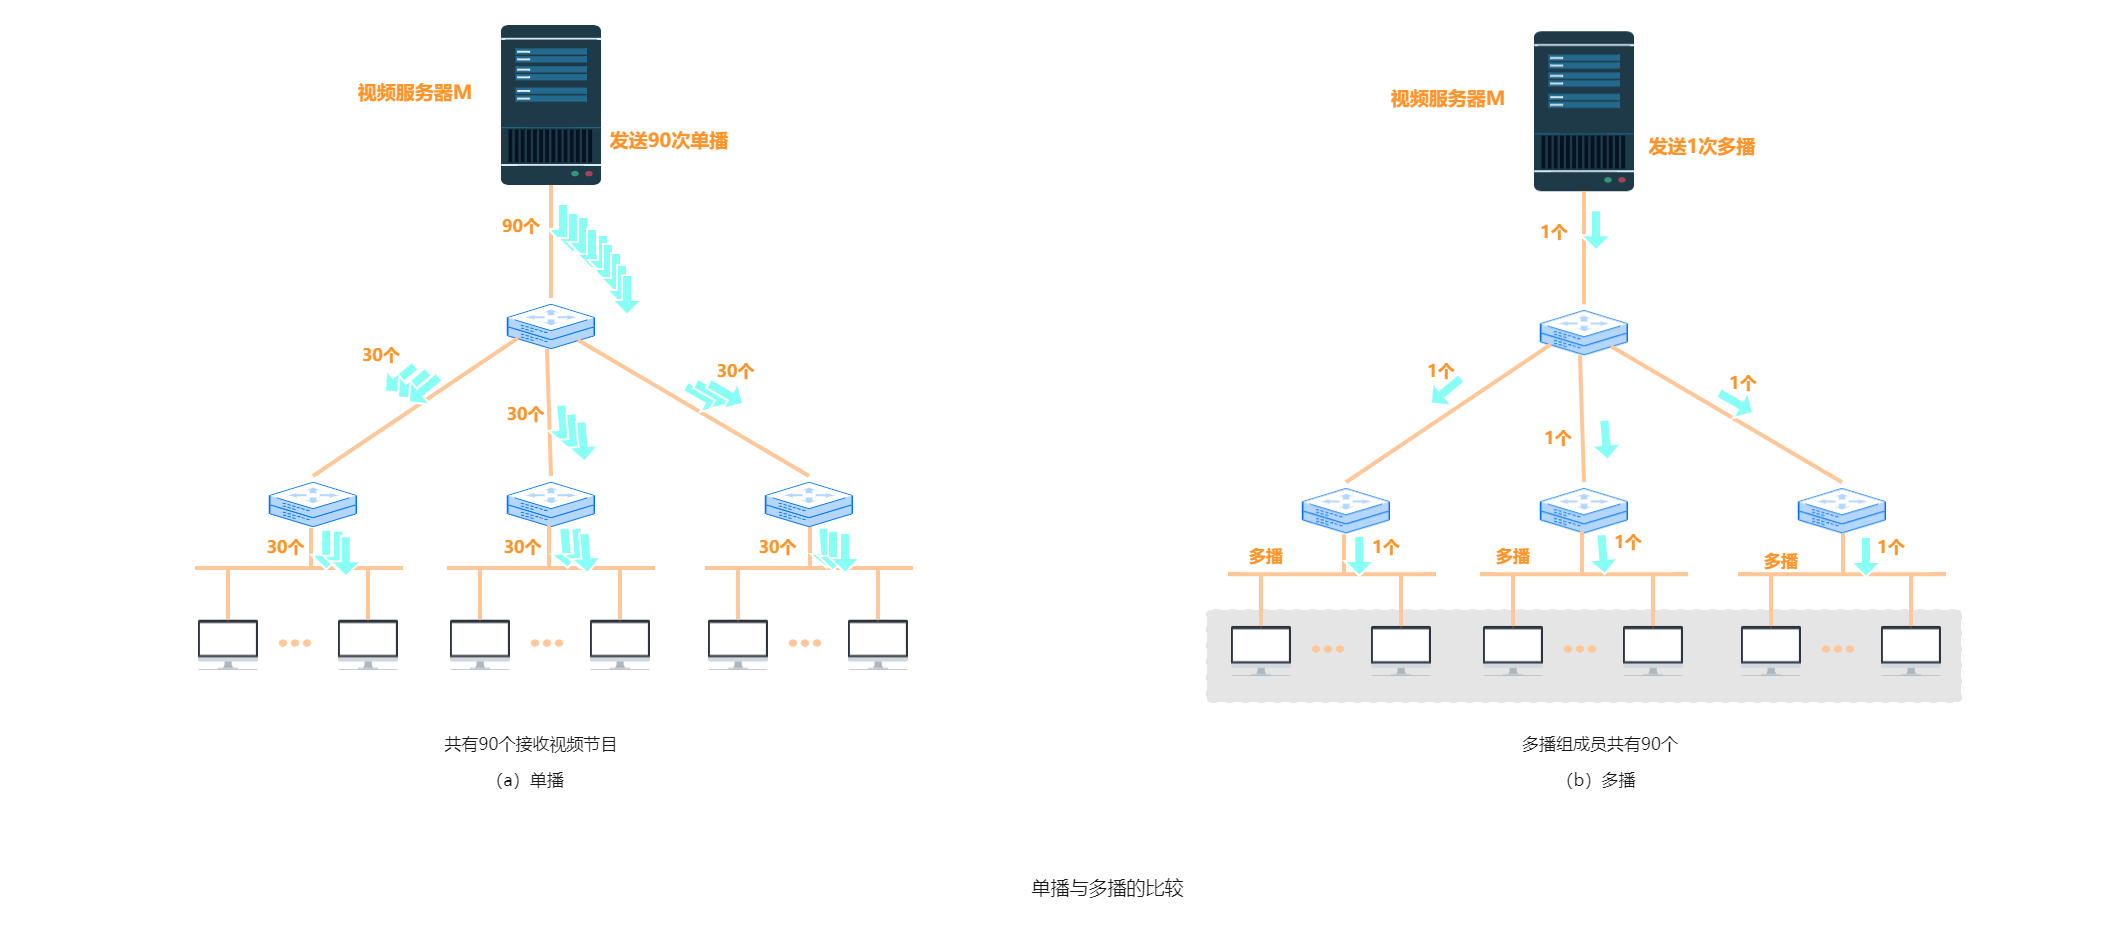 视频服务器M
发送90次单播
90个
30个
30个
30个
30个
30个
30个
共有90个接收视频节目
（a）单播
视频服务器M
发送1次多播
1个
1个
1个
1个
多播
1个
多播
1个
多播
1个
多播组成员共有90个
（b）多播
单播与多播的比较